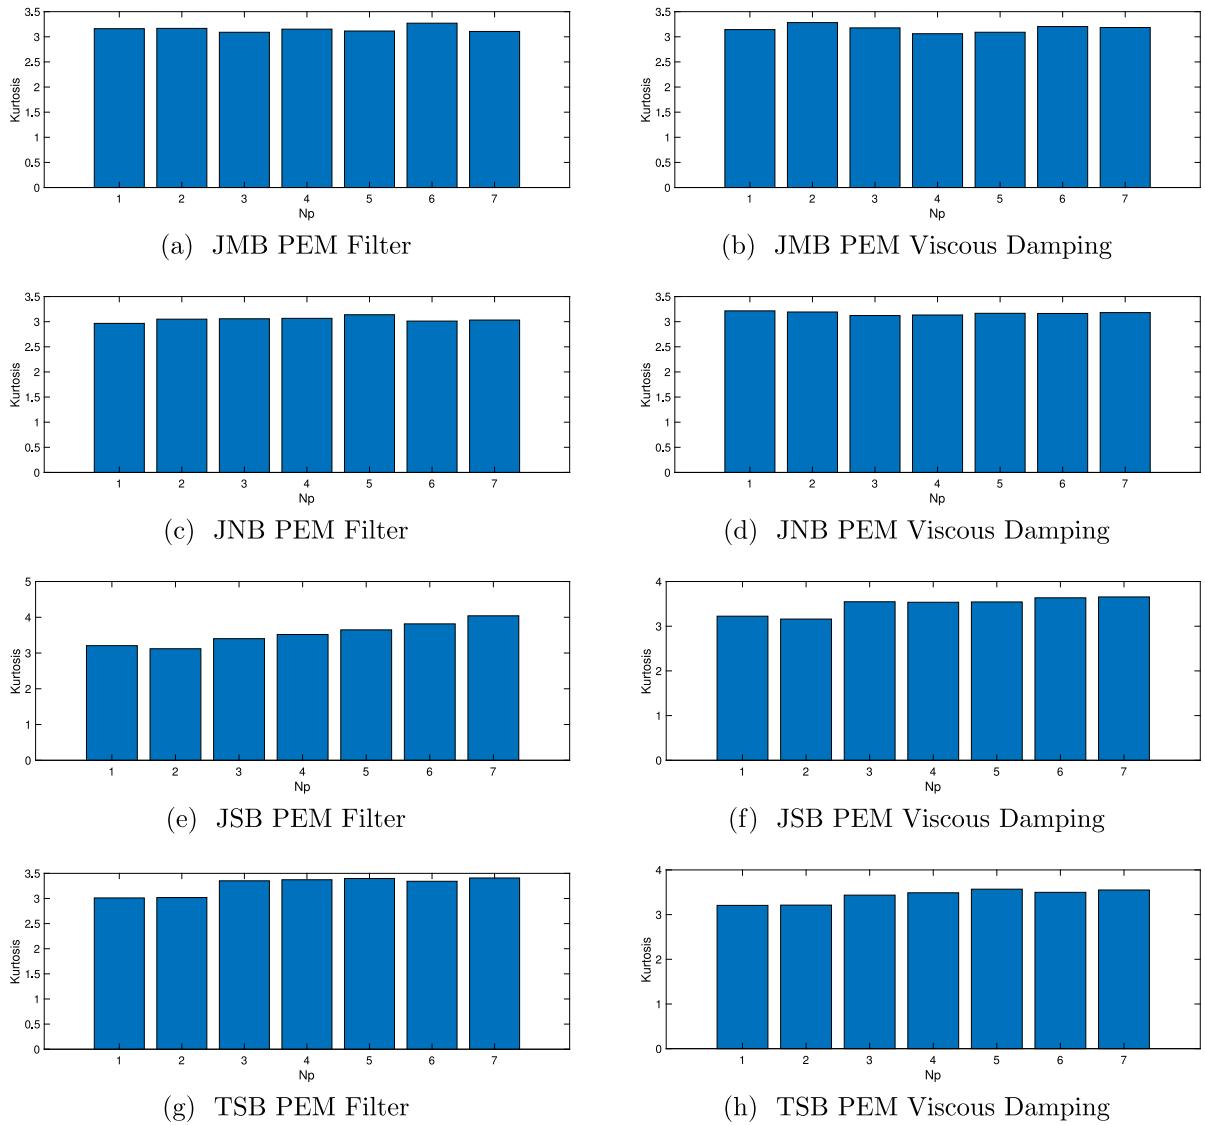 3.5
3
2.5
2
1.5
1
0.5
0
Kurtosis
1 2 3 4 5 6 7
Np
(a) JMB PEM Filter
3.5
3
2.5
2
1.5
1
0.5
0
Kurtosis
1 2 3 4 5 6 7
Np
(b) JMB PEM Viscous Damping
3.5
3
2.5
2
1.5
1
0.5
0
Kurtosis
1 2 3 4 5 6 7
Np
(c) JNB PEM Filter
3.5
3
2.5
2
1.5
1
0.5
0
Kurtosis
1 2 3 4 5 6 7
Np
(d) JNB PEM Viscous Damping
5
4
3
2
1
0
Kurtosis
1 2 3 4 5 6 7
Np
(e) JSB PEM Filter
4
3
2
1
0
Kurtosis
1 2 3 4 5 6 7
Np
(f) JSB PEM Viscous Damping
3.5
3
2.5
2
1.5
1
0.5
0
Kurtosis
1 2 3 4 5 6 7
Np
(g) TSB PEM Filter
4
3
2
1
0
Kurtosis
1 2 3 4 5 6 7
Np
(h) TSB PEM Viscous Damping